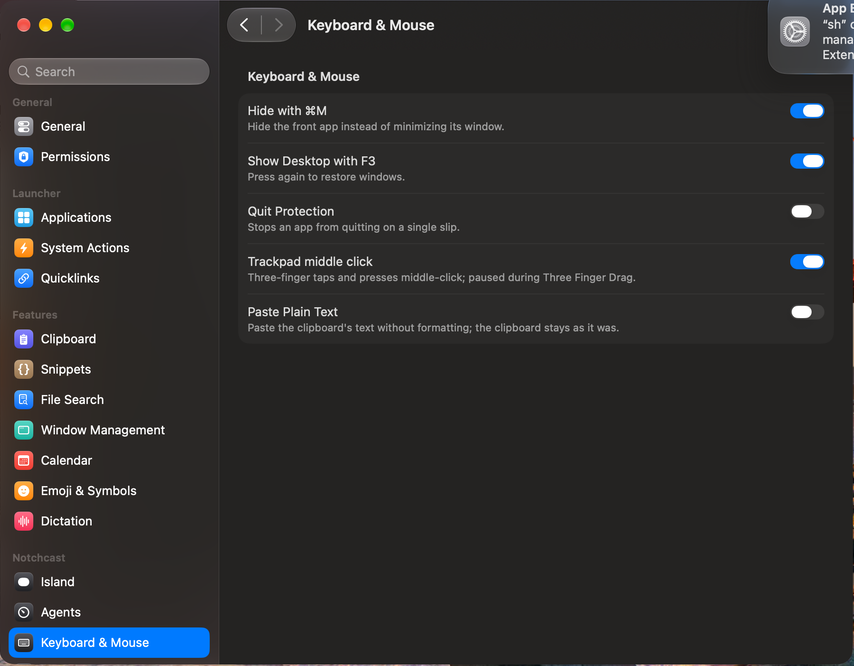 Keyboard & Mouse
App E
"sh" c
mana
Exten
Search
General
General
Permissions
Launcher
Applications
System Actions
Quicklinks
Features
Clipboard
Snippets
File Search
Window Management
Calendar
Emoji & Symbols
Dictation
Notchcast
Island
Agents
Keyboard & Mouse
Keyboard & Mouse
Hide with ⌘M
Hide the front app instead of minimizing its window.
Show Desktop with F3
Press again to restore windows.
Quit Protection
Stops an app from quitting on a single slip.
Trackpad middle click
Three-finger taps and presses middle-click; paused during Three Finger Drag.
Paste Plain Text
Paste the clipboard's text without formatting; the clipboard stays as it was.